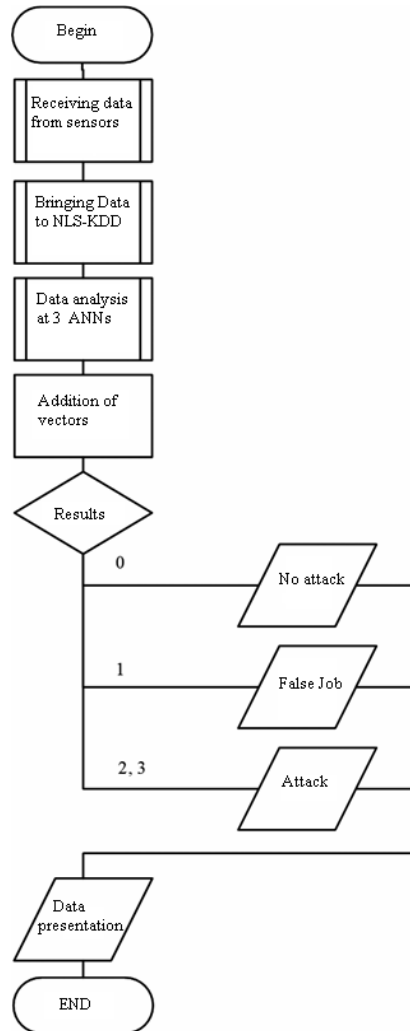 Begin
Receiving data
from sensors
Bringing Data
to NLS-KDD
Data analysis
at 3 ANNs
Addition of
vectors
Results
0
No attack
1
False Job
2, 3
Attack
Data
presentation
END